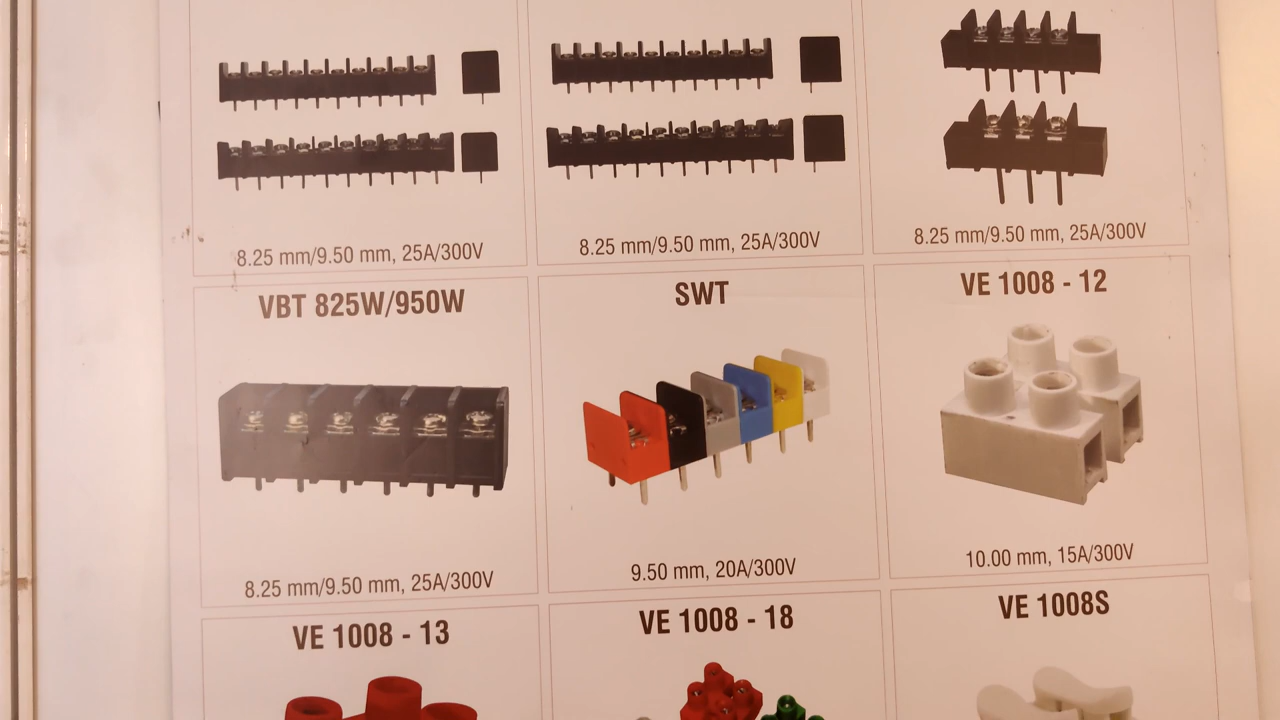 8.25 mm/9.50 mm, 25A/300V
8.25 mm/9.50 mm, 25A/300V
8.25 mm/9.50 mm, 25A/300V
VBT 825W/950W
SWT
VE 1008 - 12
8.25 mm/9.50 mm, 25A/300V
9.50 mm, 20A/300V
10.00 mm, 15A/300V
VE 1008 - 13
VE 1008 - 18
VE 1008S